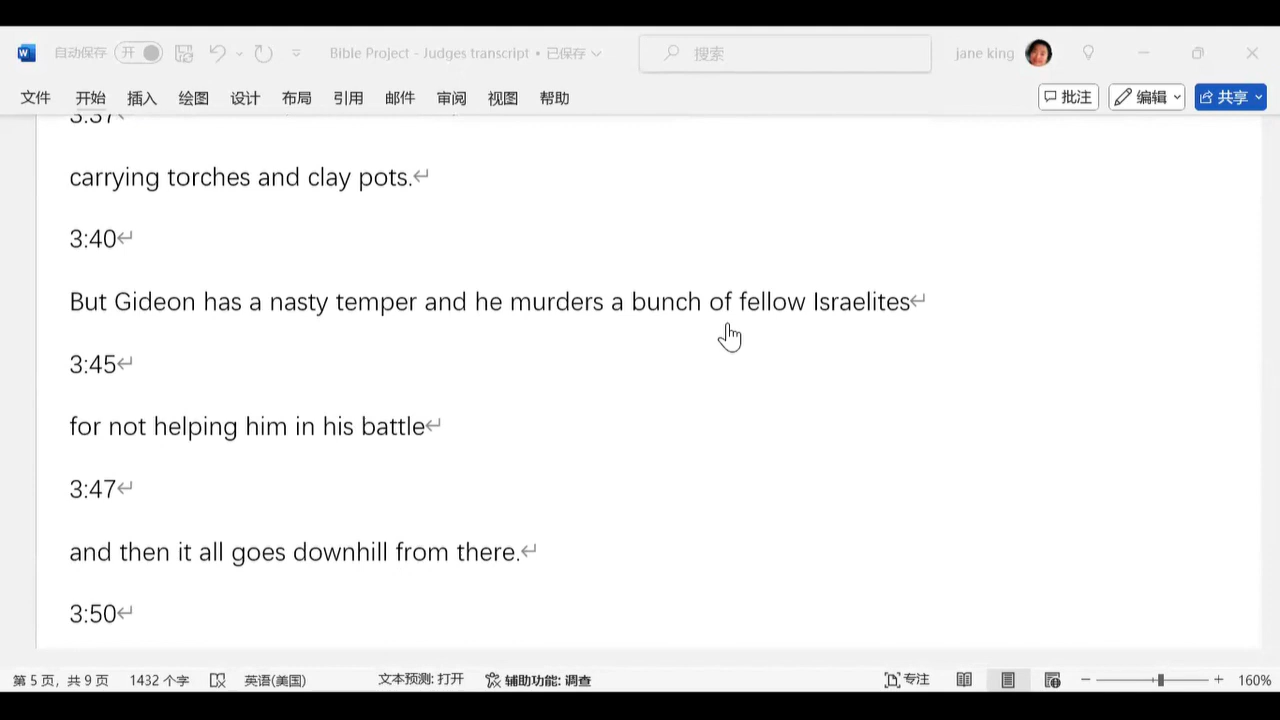 自动保存 开 Bible Project - Judges transcript • 已保存 搜索 jane king
文件 开始 插入 绘图 设计 布局 引用 邮件 审阅 视图 帮助 批注 编辑 共享
3:37
carrying torches and clay pots.
3:40
But Gideon has a nasty temper and he murders a bunch of fellow Israelites
3:45
for not helping him in his battle
3:47
and then it all goes downhill from there.
3:50
第 5 页，共 9 页 1432 个字 英语(美国) 文本预测: 打开 辅助功能: 调查 专注 160%